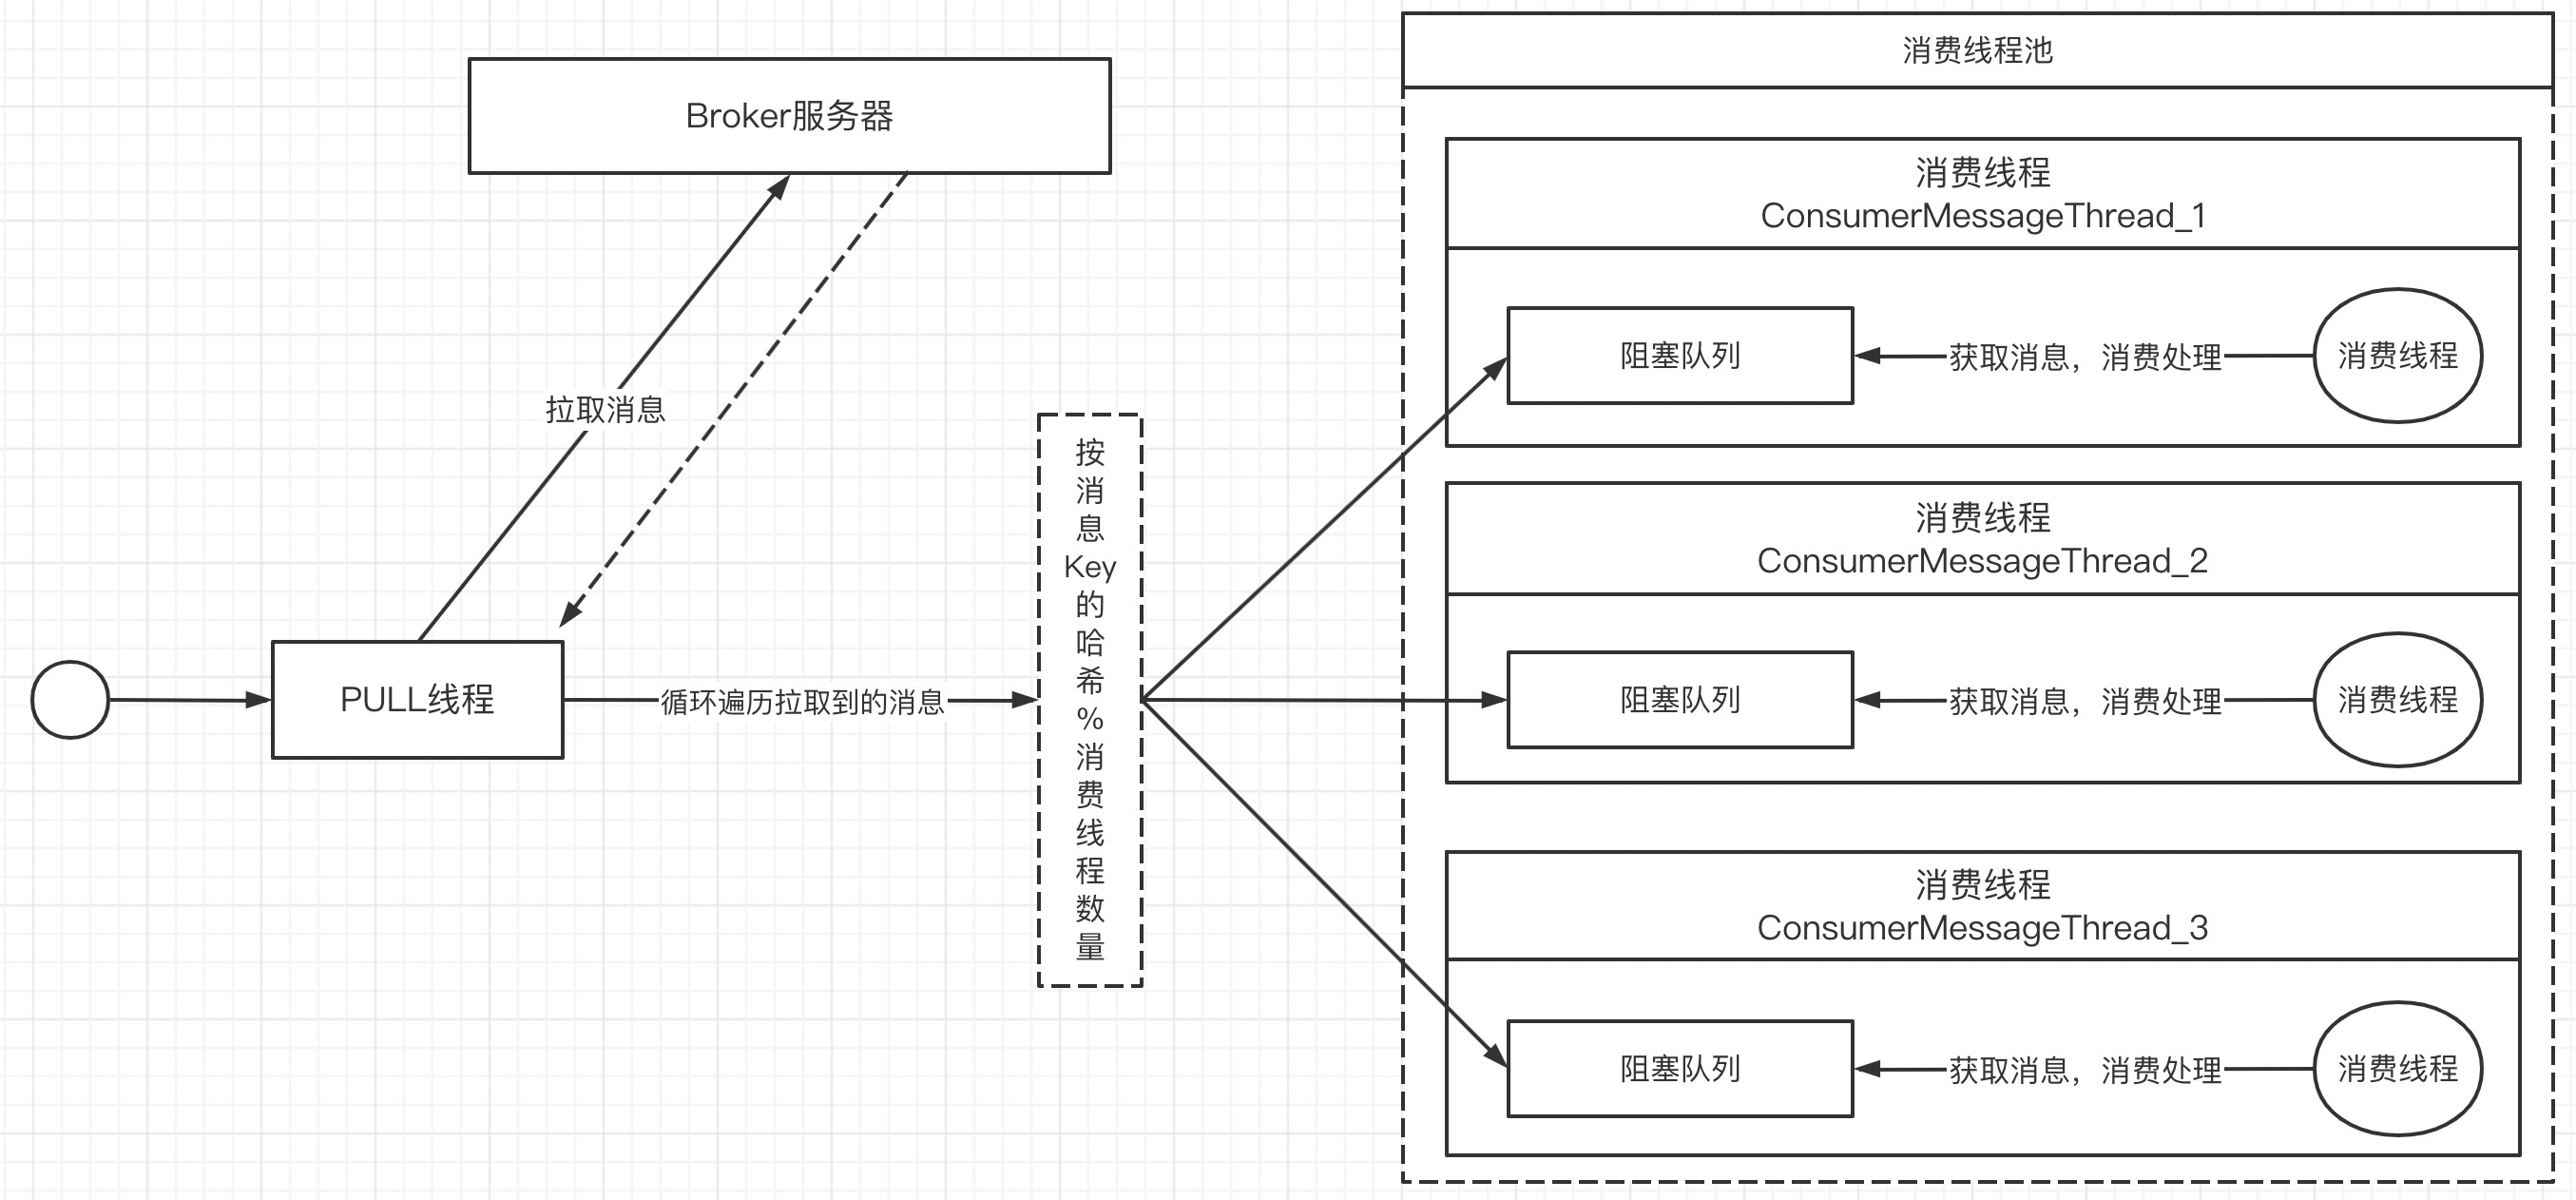 消费线程池
Broker服务器
消费线程
ConsumerMessageThread_1
阻塞队列
获取消息，消费处理
消费线程
拉取消息
按
消
息
Key
的
哈
希
%
消
费
线
程
数
量
消费线程
ConsumerMessageThread_2
PULL线程
循环遍历拉取到的消息
阻塞队列
获取消息，消费处理
消费线程
消费线程
ConsumerMessageThread_3
阻塞队列
获取消息，消费处理
消费线程